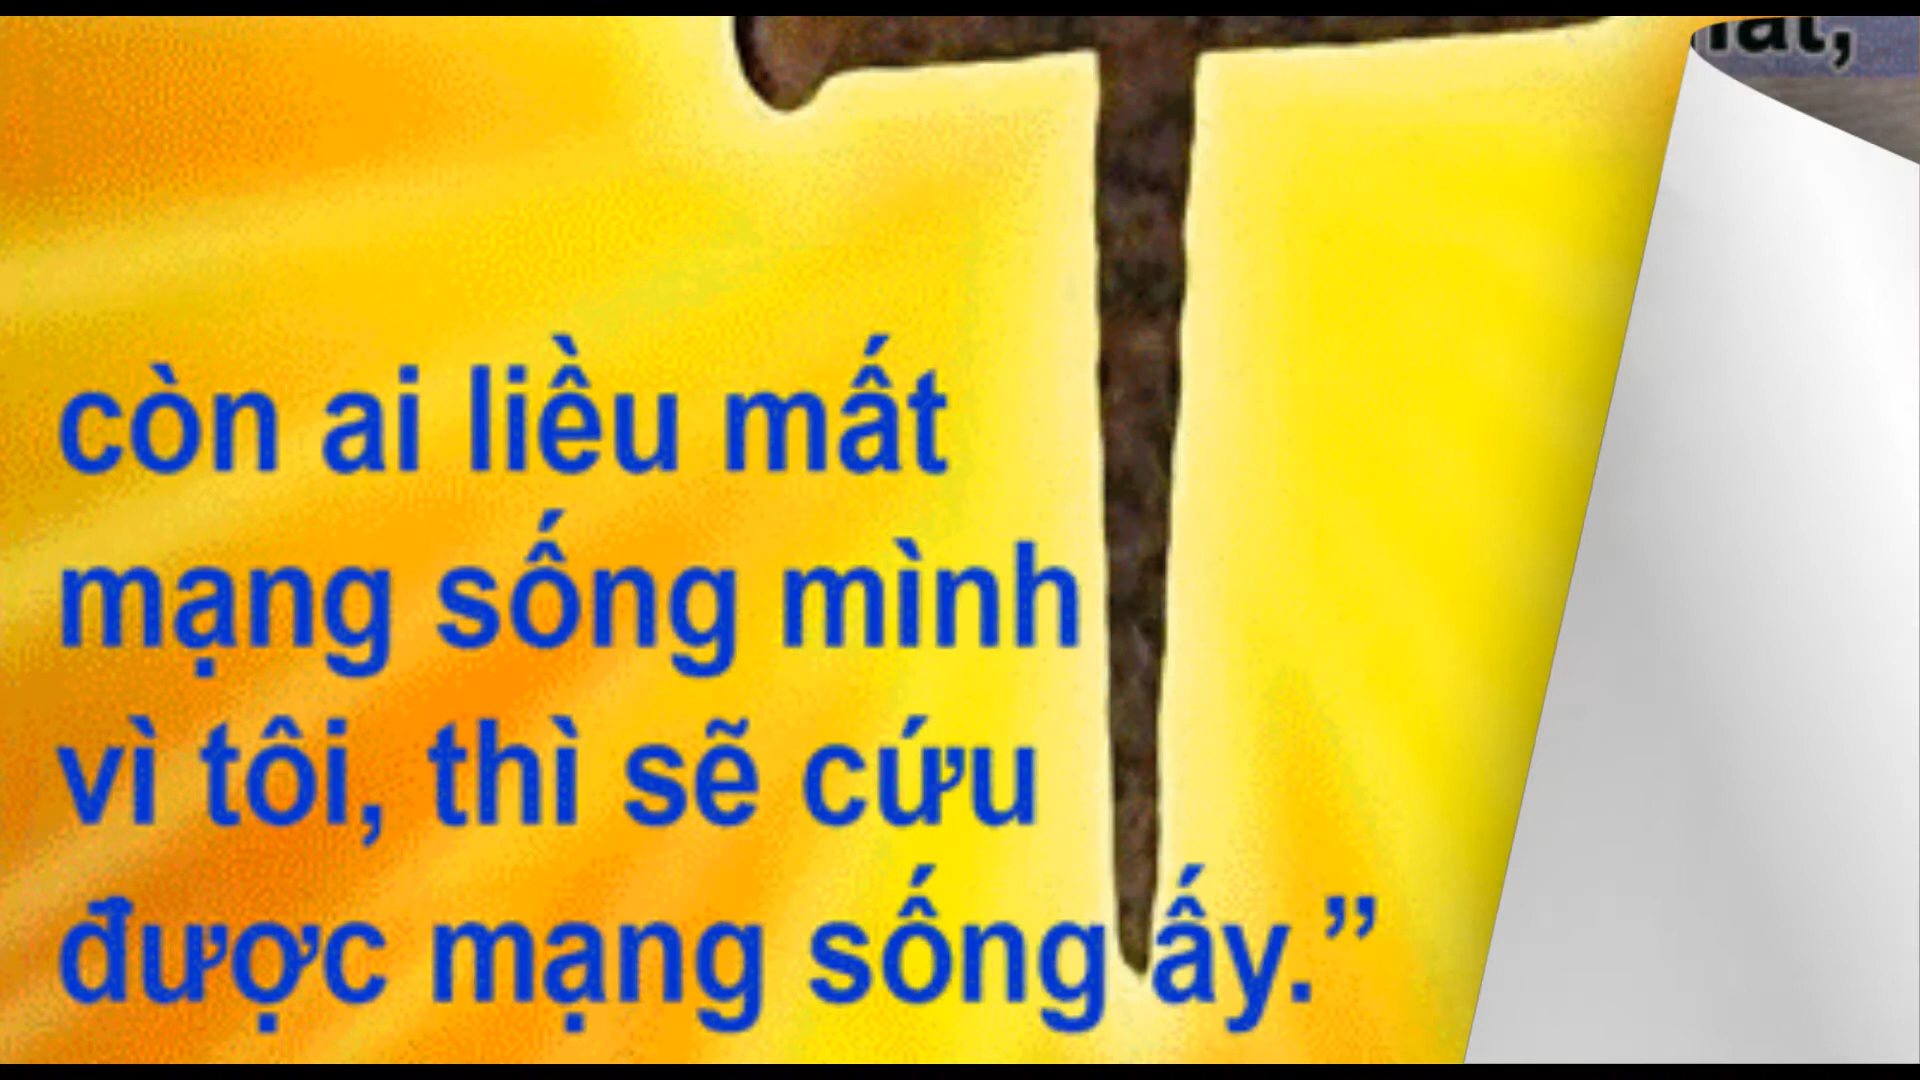 còn ai liều mất
mạng sống mình
vì tôi, thì sẽ cứu
được mạng sống ấy.”